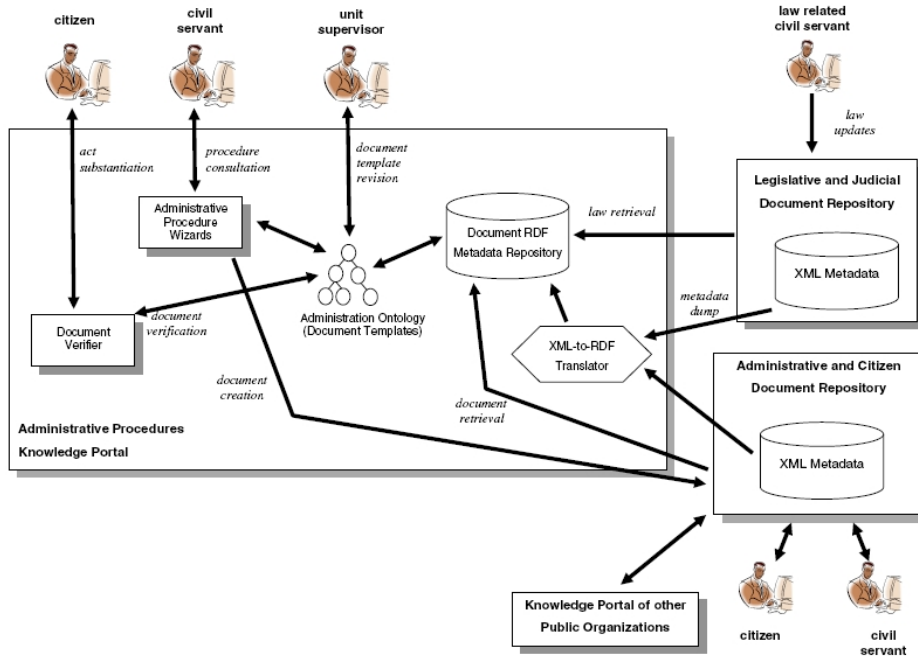 citizen
civil
servant
unit
supervisor
law related
civil servant
act
substantiation
procedure
consultation
document
template
revision
law
updates
Legislative and Judicial
Document Repository
XML Metadata
Administrative
Procedure
Wizards
Document RDF
Metadata Repository
law retrieval
Administration Ontology
(Document Templates)
metadata
dump
Document
Verifier
document
verification
XML-to-RDF
Translator
Administrative and Citizen
Document Repository
XML Metadata
document
creation
document
retrieval
Administrative Procedures
Knowledge Portal
Knowledge Portal of other
Public Organizations
citizen
civil
servant